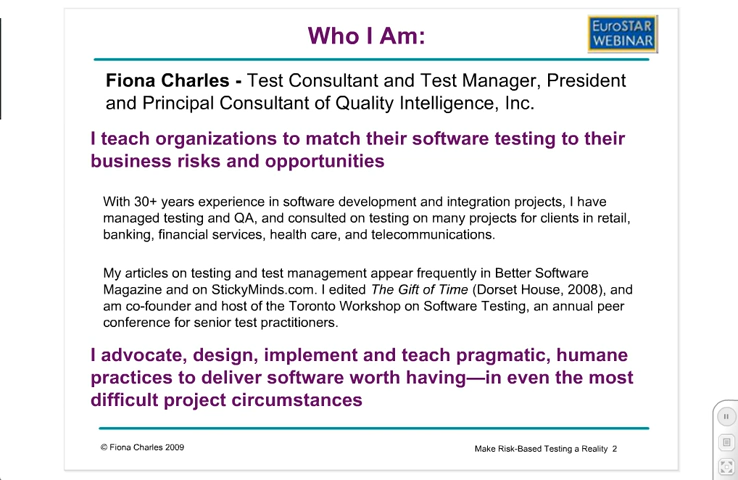 Who I Am:
EuroSTAR
WEBINAR
Fiona Charles - Test Consultant and Test Manager, President
and Principal Consultant of Quality Intelligence, Inc.
I teach organizations to match their software testing to their
business risks and opportunities
With 30+ years experience in software development and integration projects, I have
managed testing and QA, and consulted on testing on many projects for clients in retail,
banking, financial services, health care, and telecommunications.
My articles on testing and test management appear frequently in Better Software
Magazine and on StickyMinds.com. I edited The Gift of Time (Dorset House, 2008), and
am co-founder and host of the Toronto Workshop on Software Testing, an annual peer
conference for senior test practitioners.
I advocate, design, implement and teach pragmatic, humane
practices to deliver software worth having—in even the most
difficult project circumstances
© Fiona Charles 2009
Make Risk-Based Testing a Reality 2